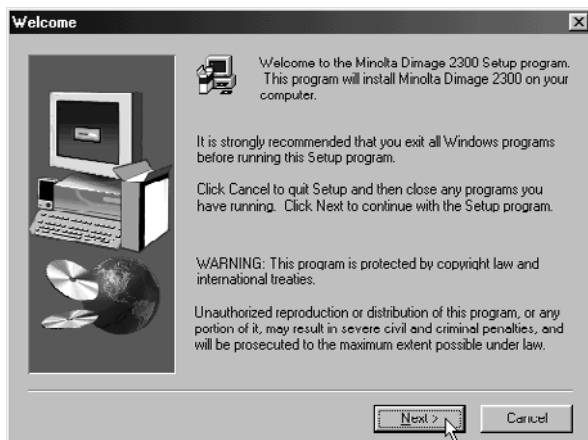 Welcome
Welcome to the Minolta Dimage 2300 Setup program.
This program will install Minolta Dimage 2300 on your
computer.
It is strongly recommended that you exit all Windows programs
before running this Setup program.
Click Cancel to quit Setup and then close any programs you
have running. Click Next to continue with the Setup program.
WARNING: This program is protected by copyright law and
international treaties.
Unauthorized reproduction or distribution of this program, or any
portion of it, may result in severe civil and criminal penalties, and
will be prosecuted to the maximum extent possible under law.
Next >
Cancel